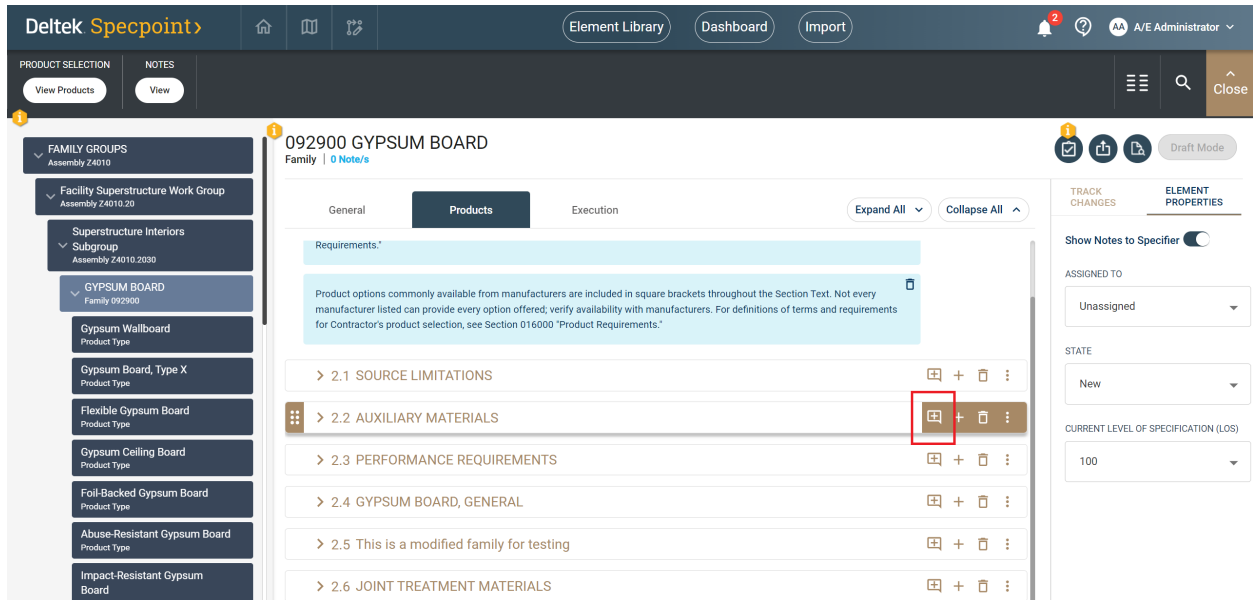 Deltek Specpoint
Element Library
Dashboard
Import
2
AA
A/E Administrator
PRODUCT SELECTION
NOTES
View Products
View
Close
FAMILY GROUPS
Assembly Z4010
Facility Superstructure Work Group
Assembly Z4010.20
Superstructure Interiors
Subgroup
Assembly Z4010.2030
GYPSUM BOARD
Family 092900
Gypsum Wallboard
Product Type
Gypsum Board, Type X
Product Type
Flexible Gypsum Board
Product Type
Gypsum Ceiling Board
Product Type
Foil-Backed Gypsum Board
Product Type
Abuse-Resistant Gypsum Board
Product Type
Impact-Resistant Gypsum
Board
092900 GYPSUM BOARD
Family | 0 Note/s
General
Products
Execution
Expand All
Collapse All
Requirements."
Product options commonly available from manufacturers are included in square brackets throughout the Section Text. Not every
manufacturer listed can provide every option offered; verify availability with manufacturers. For definitions of terms and requirements
for Contractor's product selection, see Section 016000 "Product Requirements."
2.1 SOURCE LIMITATIONS
2.2 AUXILIARY MATERIALS
2.3 PERFORMANCE REQUIREMENTS
2.4 GYPSUM BOARD, GENERAL
2.5 This is a modified family for testing
2.6 JOINT TREATMENT MATERIALS
Draft Mode
TRACK
CHANGES
ELEMENT
PROPERTIES
Show Notes to Specifier
ASSIGNED TO
Unassigned
STATE
New
CURRENT LEVEL OF SPECIFICATION (LOS)
100